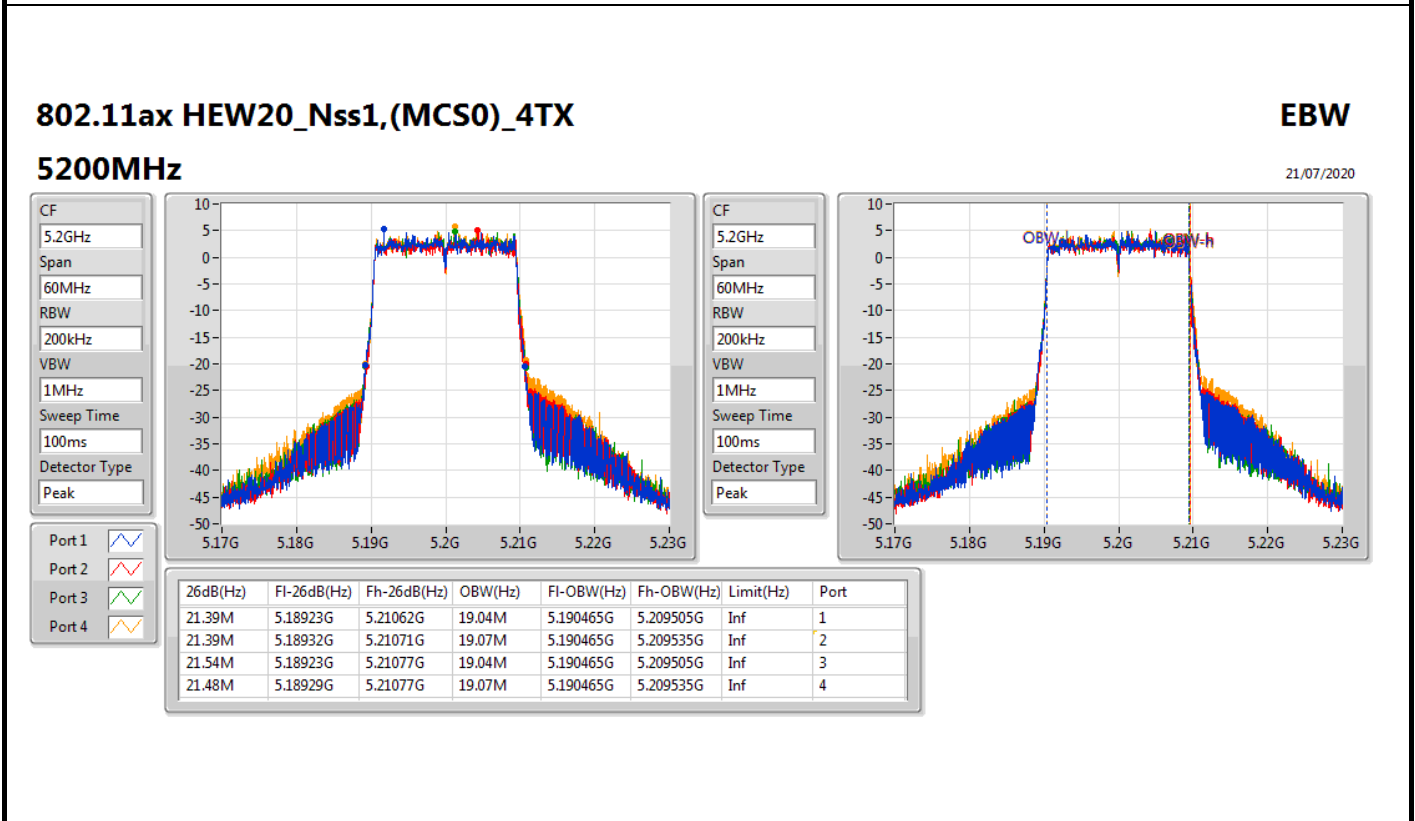 802.11ax HEW20_Nss1,(MCS0)_4TX EBW
5200MHz 21/07/2020
CF
5.2GHz
Span
60MHz
RBW
200kHz
VBW
1MHz
Sweep Time
100ms
Detector Type
Peak
10
5
0
-5
-10
-15
-20
-25
-30
-35
-40
-45
-50
5.17G 5.18G 5.19G 5.2G 5.21G 5.22G 5.23G
CF
5.2GHz
Span
60MHz
RBW
200kHz
VBW
1MHz
Sweep Time
100ms
Detector Type
Peak
10
5
0
-5
-10
-15
-20
-25
-30
-35
-40
-45
-50
OBW OBW-h
5.17G 5.18G 5.19G 5.2G 5.21G 5.22G 5.23G
Port 1
Port 2
Port 3
Port 4
26dB(Hz) Fl-26dB(Hz) Fh-26dB(Hz) OBW(Hz) Fl-OBW(Hz) Fh-OBW(Hz) Limit(Hz) Port
21.39M 5.18923G 5.21062G 19.04M 5.190465G 5.209505G Inf 1
21.39M 5.18932G 5.21071G 19.07M 5.190465G 5.209535G Inf 2
21.54M 5.18923G 5.21077G 19.04M 5.190465G 5.209505G Inf 3
21.48M 5.18929G 5.21077G 19.07M 5.190465G 5.209535G Inf 4